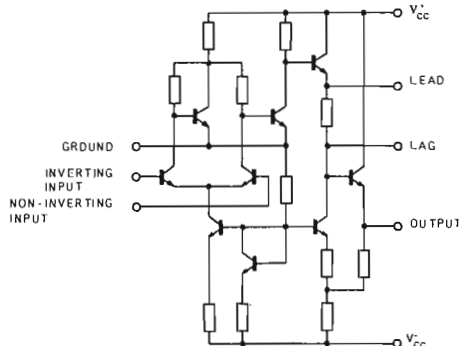 V⁺cc
LEAD
LAG
GROUND
INVERTING
INPUT
NON-INVERTING
INPUT
OUTPUT
V⁻cc